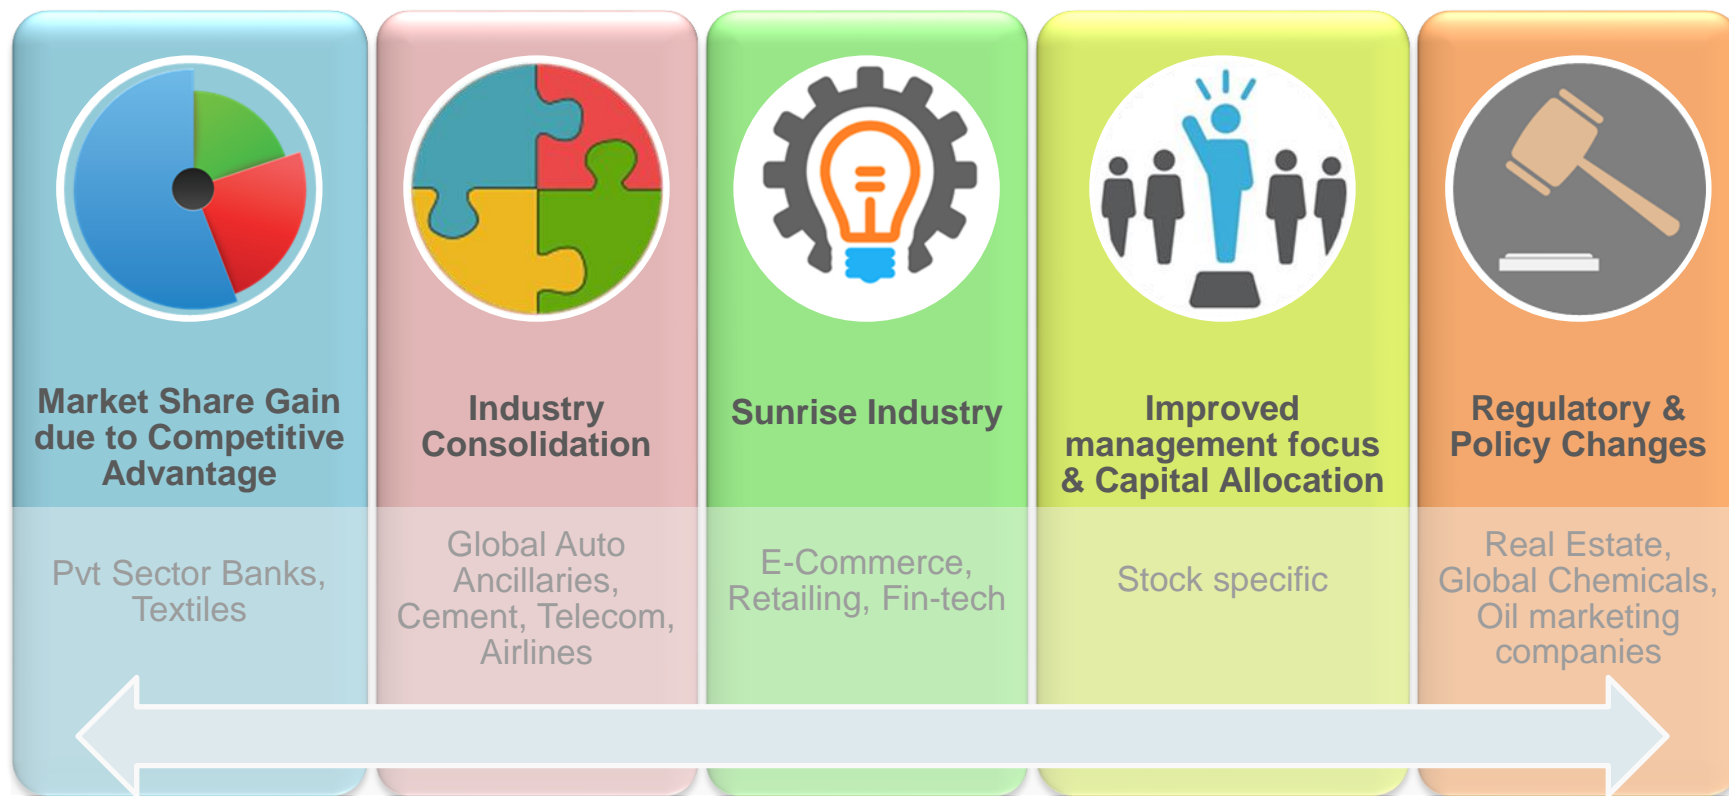 Market Share Gain
due to Competitive
Advantage
Pvt Sector Banks,
Textiles
Industry
Consolidation
Global Auto
Ancillaries,
Cement, Telecom,
Airlines
Sunrise Industry
E-Commerce,
Retailing, Fin-tech
Improved
management focus
& Capital Allocation
Stock specific
Regulatory &
Policy Changes
Real Estate,
Global Chemicals,
Oil marketing
companies